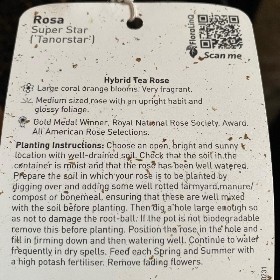 Rosa
Super Star
('Tanorstar')
FloraLinQ
Scan me
Hybrid Tea Rose
Large coral orange blooms. Very fragrant.
Medium sized rose with an upright habit and
glossy foliage.
Gold Medal Winner, Royal National Rose Society. Award.
All American Rose Selections.
Planting Instructions: Choose an open, bright and sunny
location with well-drained soil. Check that the soil in the
container is moist and that the rose has been well watered.
Prepare the soil in which your rose is to be planted by
digging over and adding some well rotted farmyard manure/
compost or bonemeal, ensuring that these are well mixed
with the soil before planting. Then dig a hole large enough so
as not to damage the root-ball. If the pot is not biodegradable
remove this before planting. Position the rose in the hole and
fill in firming down and then watering well. Continue to water
frequently in dry spells. Feed each Spring and Summer with
a high potash fertiliser. Remove fading flowers.